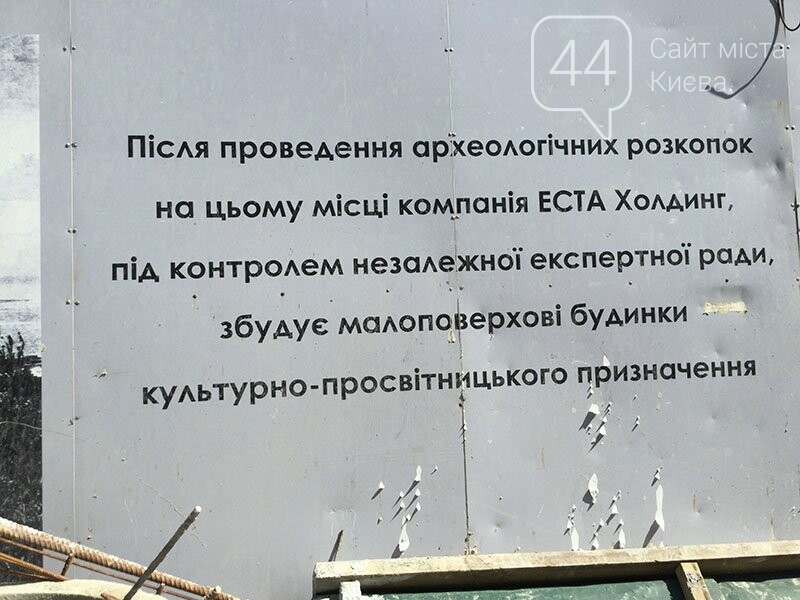 44
Сайт міста
Києва
Після проведення археологічних розкопок
на цьому місці компанія ЕСТА Холдинг,
під контролем незалежної експертної ради,
збудує малоповерхові будинки
культурно-просвітницького призначення